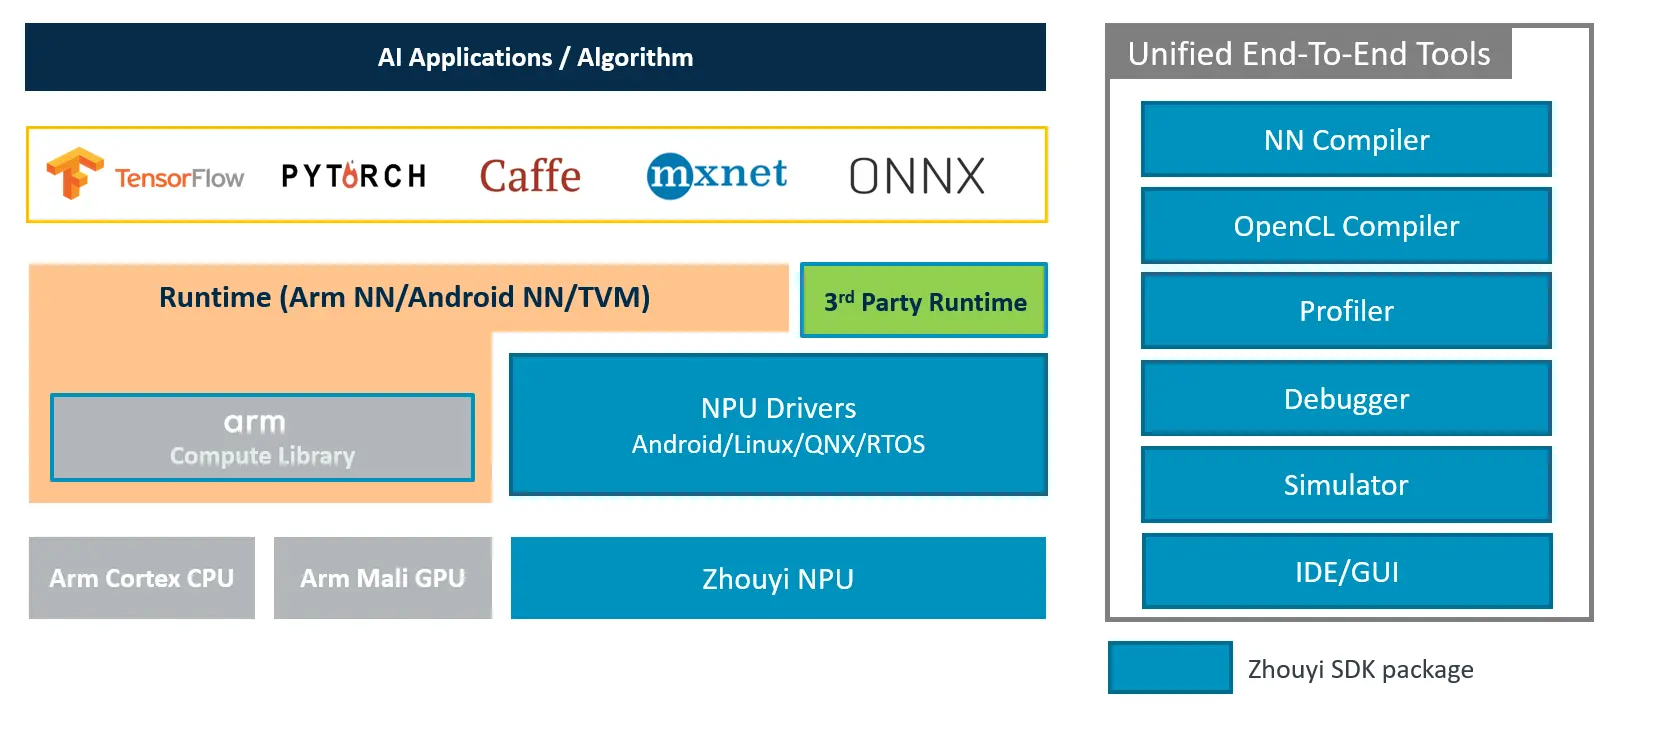 AI Applications / Algorithm
TensorFlow
PYTORCH
Caffe
mxnet
ONNX
Runtime (Arm NN/Android NN/TVM)
3rd Party Runtime
arm
Compute Library
NPU Drivers
Android/Linux/QNX/RTOS
Arm Cortex CPU
Arm Mali GPU
Zhouyi NPU
Unified End-To-End Tools
NN Compiler
OpenCL Compiler
Profiler
Debugger
Simulator
IDE/GUI
Zhouyi SDK package